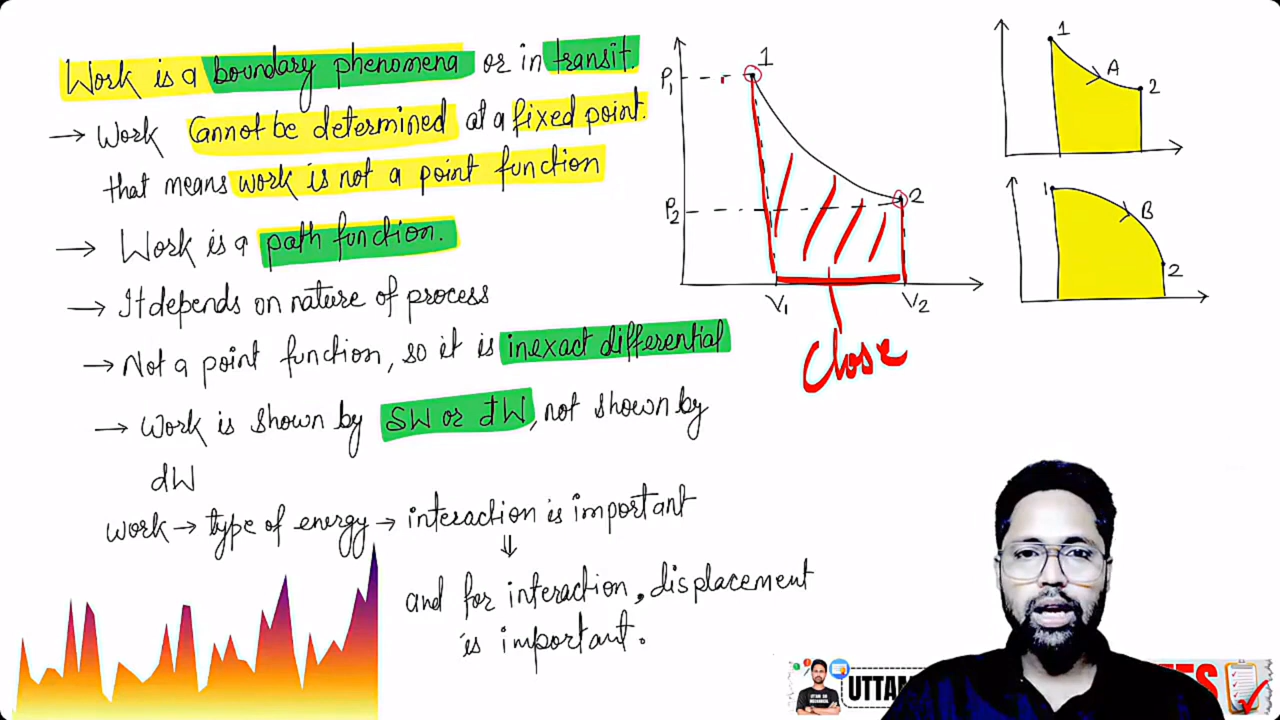 Work is a boundary phenomena or in transit.
→ Work Cannot be determined at a fixed point.
that means work is not a point function
→ Work is a path function.
→ It depends on nature of process
→ Not a point function, so it is inexact differential
→ Work is shown by δW or đW, not shown by
dW
work → type of energy → interaction is important
and for interaction, displacement
is important.
P₁
1
P₂
2
V₁
V₂
Close
1
A
2
1
B
2
UTTAM
ES